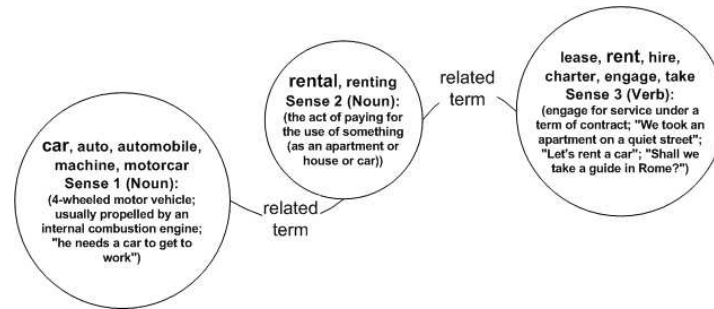 car, auto, automobile,
machine, motorcar
Sense 1 (Noun):
(4-wheeled motor vehicle;
usually propelled by an
internal combustion engine;
"he needs a car to get to
work")
related
term
rental, renting
Sense 2 (Noun):
(the act of paying for
the use of something
(as an apartment or
house or car))
related
term
lease, rent, hire,
charter, engage, take
Sense 3 (Verb):
(engage for service under a
term of contract; "We took an
apartment on a quiet street";
"Let's rent a car"; "Shall we
take a guide in Rome?")